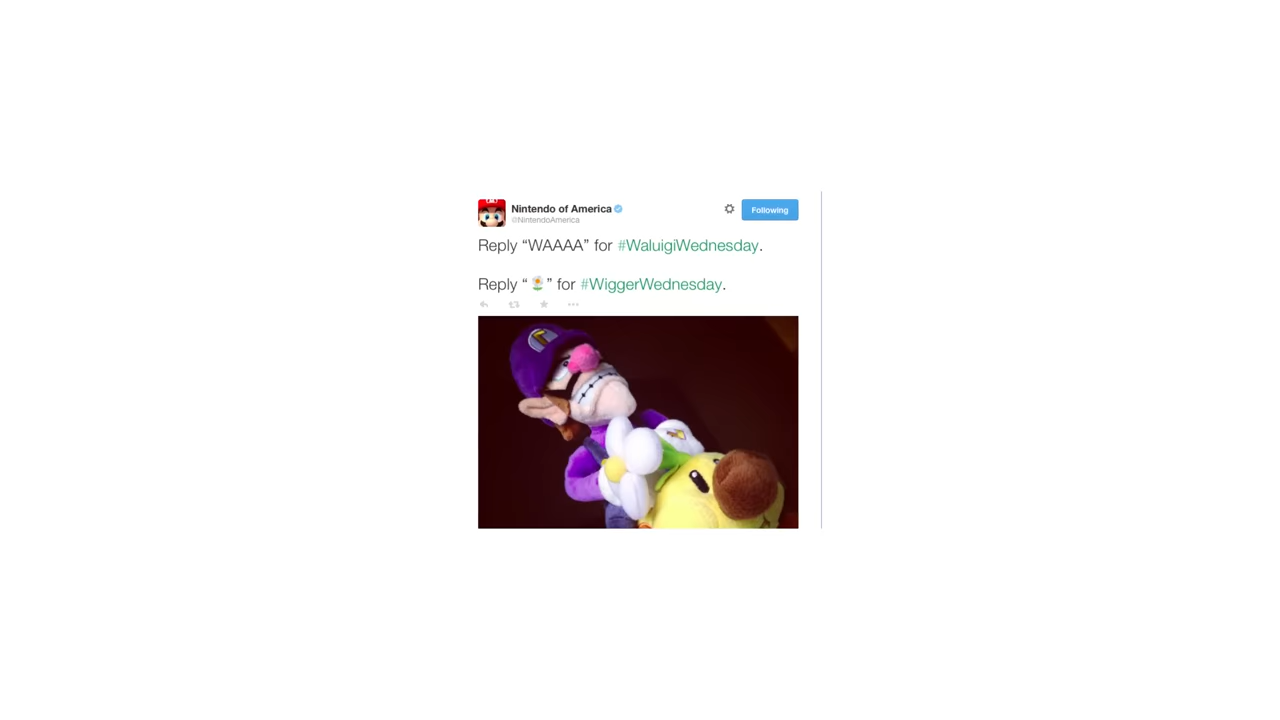 Nintendo of America
@NintendoAmerica
Following
Reply “WAAAA” for #WaluigiWednesday.
Reply “🌼” for #WiggerWednesday.